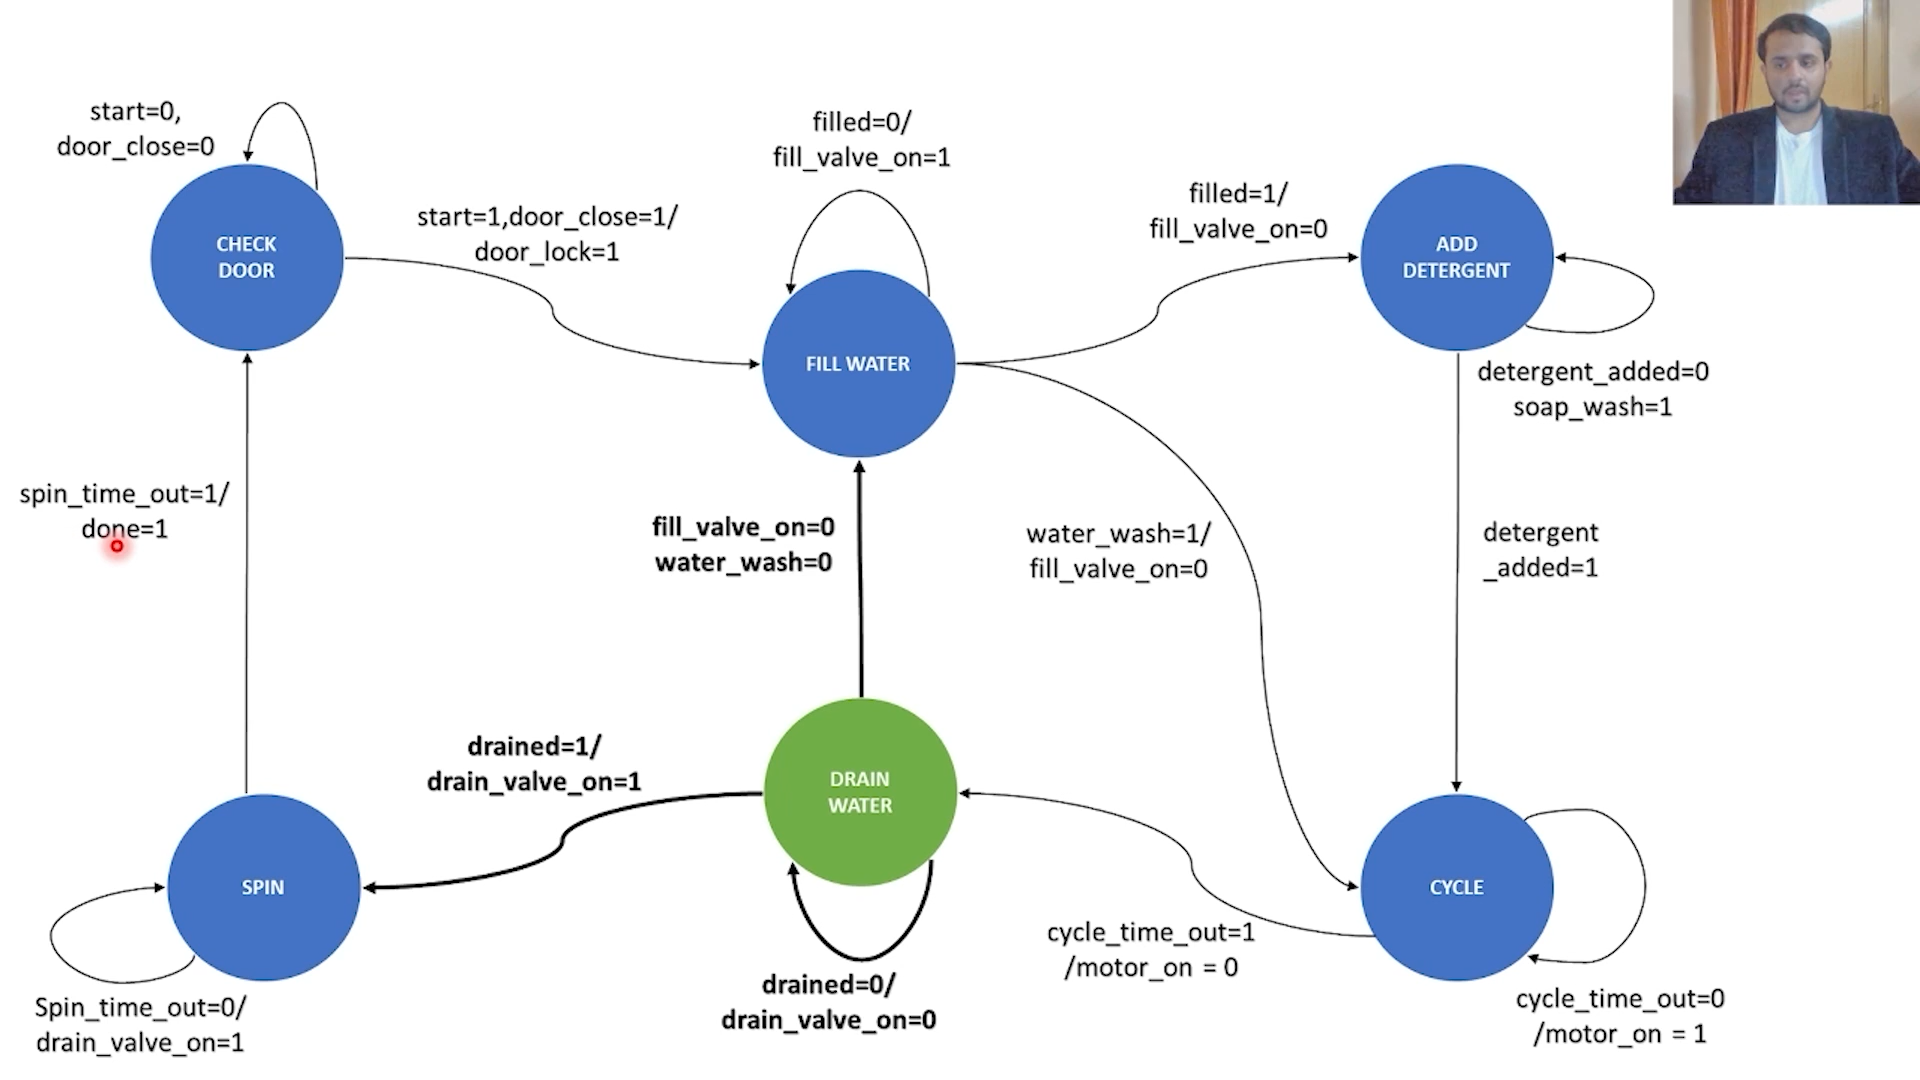 start=0,
door_close=0
filled=0/
fill_valve_on=1
filled=1/
fill_valve_on=0
start=1,door_close=1/
door_lock=1
CHECK
DOOR
ADD
DETERGENT
FILL WATER
detergent_added=0
soap_wash=1
spin_time_out=1/
done=1
fill_valve_on=0
water_wash=0
water_wash=1/
fill_valve_on=0
detergent
_added=1
drained=1/
drain_valve_on=1
DRAIN
WATER
SPIN
CYCLE
cycle_time_out=1
/motor_on = 0
drained=0/
drain_valve_on=0
Spin_time_out=0/
drain_valve_on=1
cycle_time_out=0
/motor_on = 1